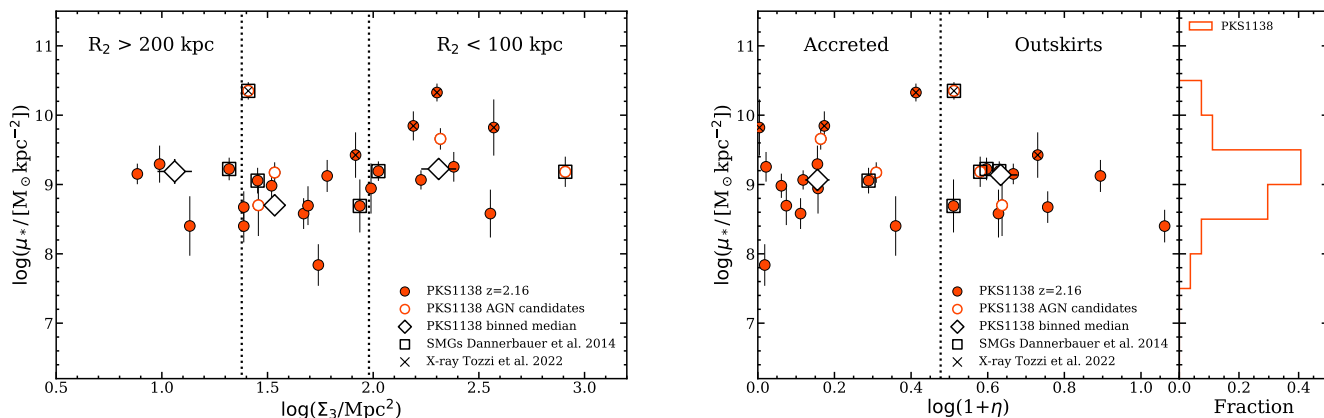 R₂ > 200 kpc
R₂ < 100 kpc
log(μ⋆/[M⊙kpc⁻²])
11
10
9
8
7
PKS1138 z=2.16
PKS1138 AGN candidates
PKS1138 binned median
SMGs Dannerbauer et al. 2014
X-ray Tozzi et al. 2022
0.5
1.0
1.5
2.0
2.5
3.0
log(Σ₃/Mpc²)
Accreted
Outskirts
log(μ⋆/[M⊙kpc⁻²])
11
10
9
8
7
PKS1138 z=2.16
PKS1138 AGN candidates
PKS1138 binned median
SMGs Dannerbauer et al. 2014
X-ray Tozzi et al. 2022
0.0
0.2
0.4
0.6
0.8
1.0
log(1+η)
PKS1138
0.0
0.2
0.4
Fraction